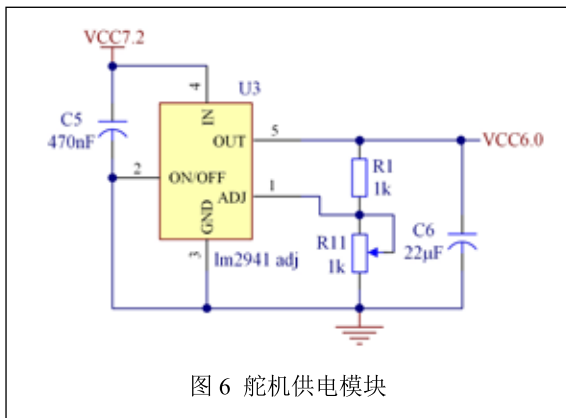 VCC7.2
4
U3
C5
470nF
IN
OUT
5
VCC6.0
2
ON/OFF
R1
1k
ADJ
1
GND
R11
1k
C6
22μF
3
lm2941 adj
图 6 舵机供电模块